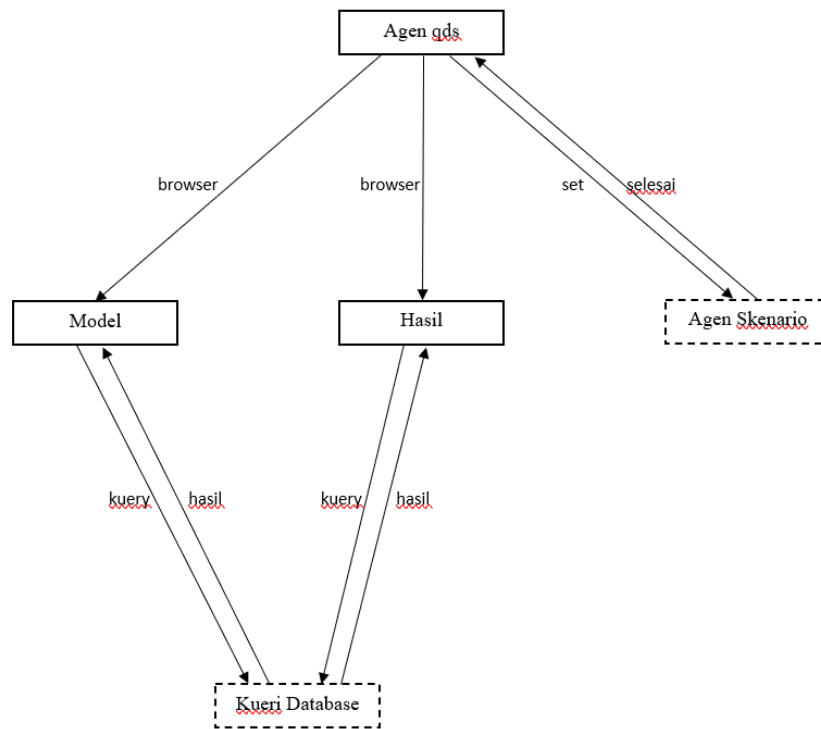 Agen qds
browser
browser
set
selesai
Model
Hasil
Agen Skenario
kuery
hasil
kuery
hasil
Kueri Database